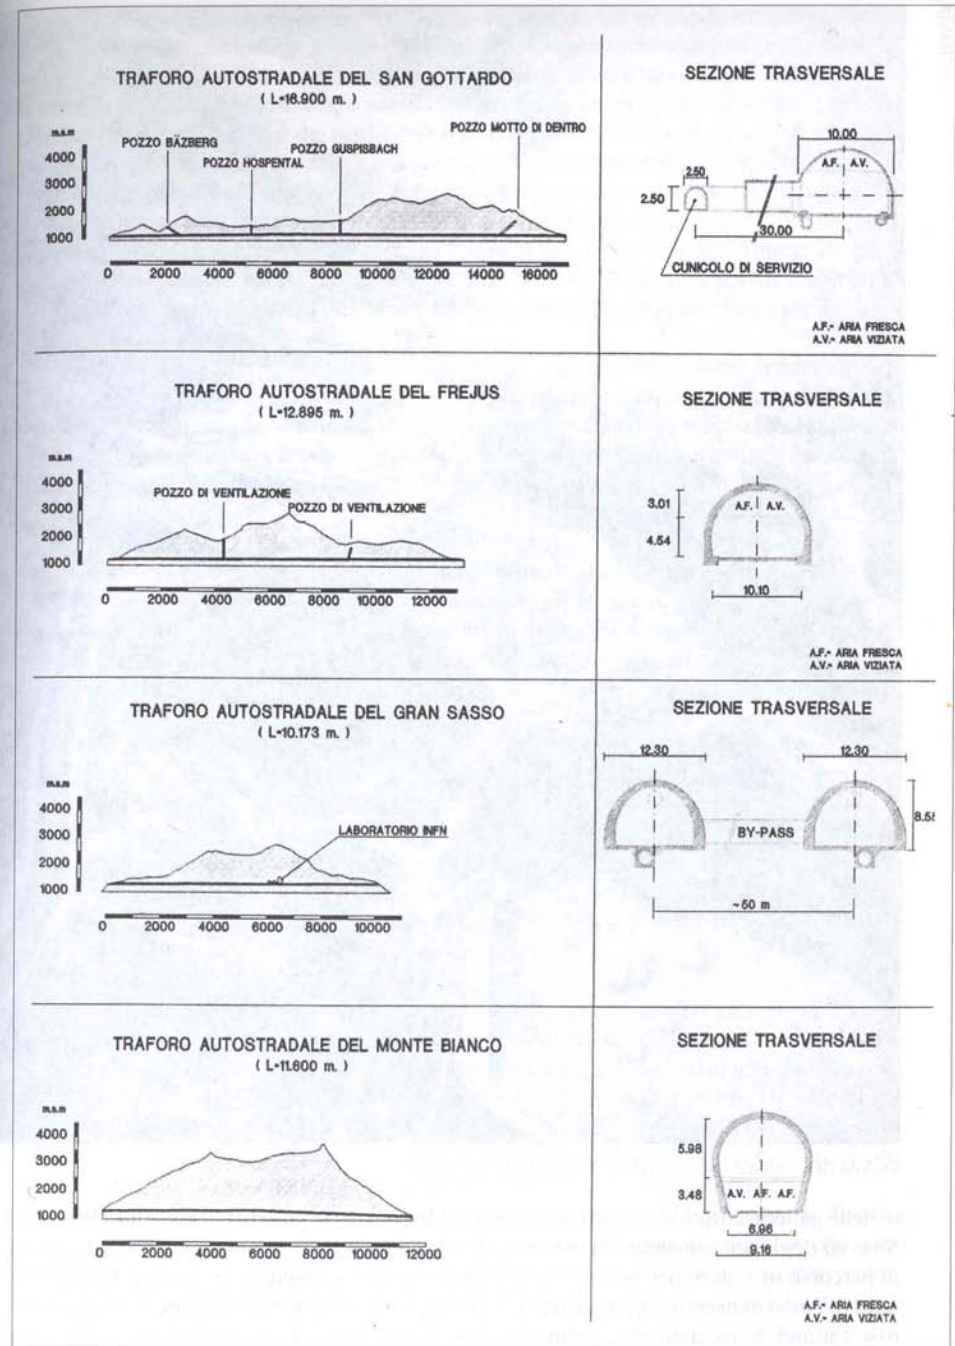 TRAFORO AUTOSTRADALE DEL SAN GOTTARDO
( L=16.900 m. )
m.s.m
4000
3000
2000
1000
POZZO BÄZBERG
POZZO HOSPENTAL
POZZO GUSPISBACH
POZZO MOTTO DI DENTRO
0 2000 4000 6000 8000 10000 12000 14000 16000
SEZIONE TRASVERSALE
10.00
A.F. A.V.
2.50
2.50
30.00
CUNICOLO DI SERVIZIO
A.F.= ARIA FRESCA
A.V.= ARIA VIZIATA
TRAFORO AUTOSTRADALE DEL FREJUS
( L=12.895 m. )
m.s.m
4000
3000
2000
1000
POZZO DI VENTILAZIONE
POZZO DI VENTILAZIONE
0 2000 4000 6000 8000 10000 12000
SEZIONE TRASVERSALE
3.01
4.54
A.F. A.V.
10.10
A.F.= ARIA FRESCA
A.V.= ARIA VIZIATA
TRAFORO AUTOSTRADALE DEL GRAN SASSO
( L=10.173 m. )
m.s.m
4000
3000
2000
1000
LABORATORIO INFN
0 2000 4000 6000 8000 10000
SEZIONE TRASVERSALE
12.30 12.30
BY-PASS
~50 m
TRAFORO AUTOSTRADALE DEL MONTE BIANCO
( L=11.600 m. )
m.s.m
4000
3000
2000
1000
0 2000 4000 6000 8000 10000 12000
SEZIONE TRASVERSALE
5.98
3.48
A.V. A.F. A.F.
6.96
9.16
A.F.= ARIA FRESCA
A.V.= ARIA VIZIATA